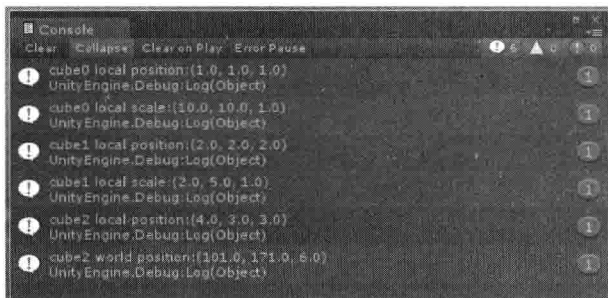 Console
Clear Collapse Clear on Play Error Pause 6 0 0
cube0 local position:(1.0, 1.0, 1.0)
UnityEngine.Debug:Log(Object)
1
cube0 local scale:(10.0, 10.0, 1.0)
UnityEngine.Debug:Log(Object)
1
cube1 local position:(2.0, 2.0, 2.0)
UnityEngine.Debug:Log(Object)
1
cube1 local scale:(2.0, 5.0, 1.0)
UnityEngine.Debug:Log(Object)
1
cube2 local position:(4.0, 3.0, 3.0)
UnityEngine.Debug:Log(Object)
1
cube2 world position:(101.0, 171.0, 6.0)
UnityEngine.Debug:Log(Object)
1